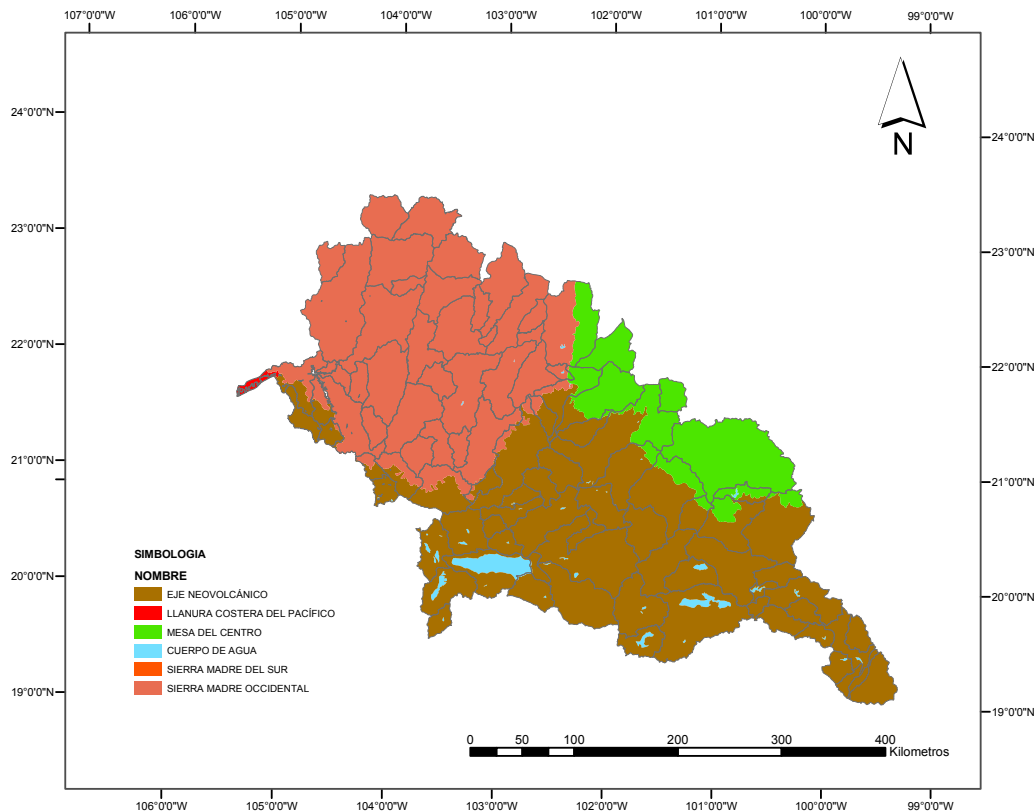 107°0'0"W 106°0'0"W 105°0'0"W 104°0'0"W 103°0'0"W 102°0'0"W 101°0'0"W 100°0'0"W 99°0'0"W
N
24°0'0"N
24°0'0"N
23°0'0"N
23°0'0"N
22°0'0"N
22°0'0"N
21°0'0"N
21°0'0"N
20°0'0"N
20°0'0"N
19°0'0"N
19°0'0"N
SIMBOLOGIA
NOMBRE
EJE NEOVOLCÁNICO
LLANURA COSTERA DEL PACÍFICO
MESA DEL CENTRO
CUERPO DE AGUA
SIERRA MADRE DEL SUR
SIERRA MADRE OCCIDENTAL
0 50 100 200 300 400
Kilometros
106°0'0"W 105°0'0"W 104°0'0"W 103°0'0"W 102°0'0"W 101°0'0"W 100°0'0"W 99°0'0"W